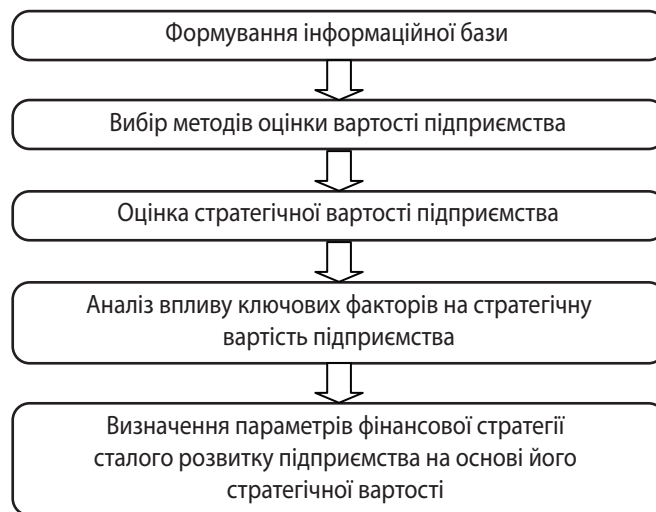 Формування інформаційної бази
Вибір методів оцінки вартості підприємства
Оцінка стратегічної вартості підприємства
Аналіз впливу ключових факторів на стратегічну
вартість підприємства
Визначення параметрів фінансової стратегії
сталого розвитку підприємства на основі його
стратегічної вартості